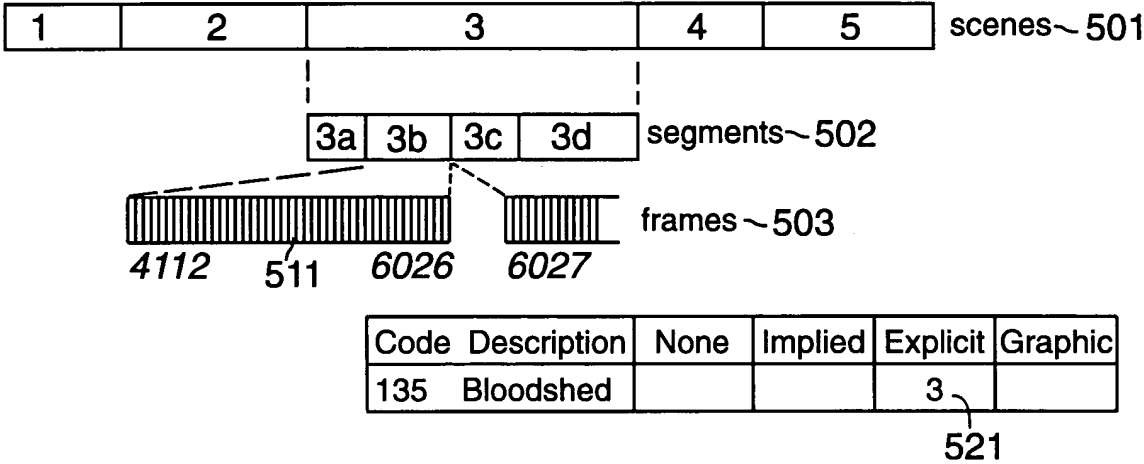 1 2 3 4 5 scenes 501
3a 3b 3c 3d segments 502
frames 503
4112 511 6026 6027
Code Description None Implied Explicit Graphic
135 Bloodshed 3
521